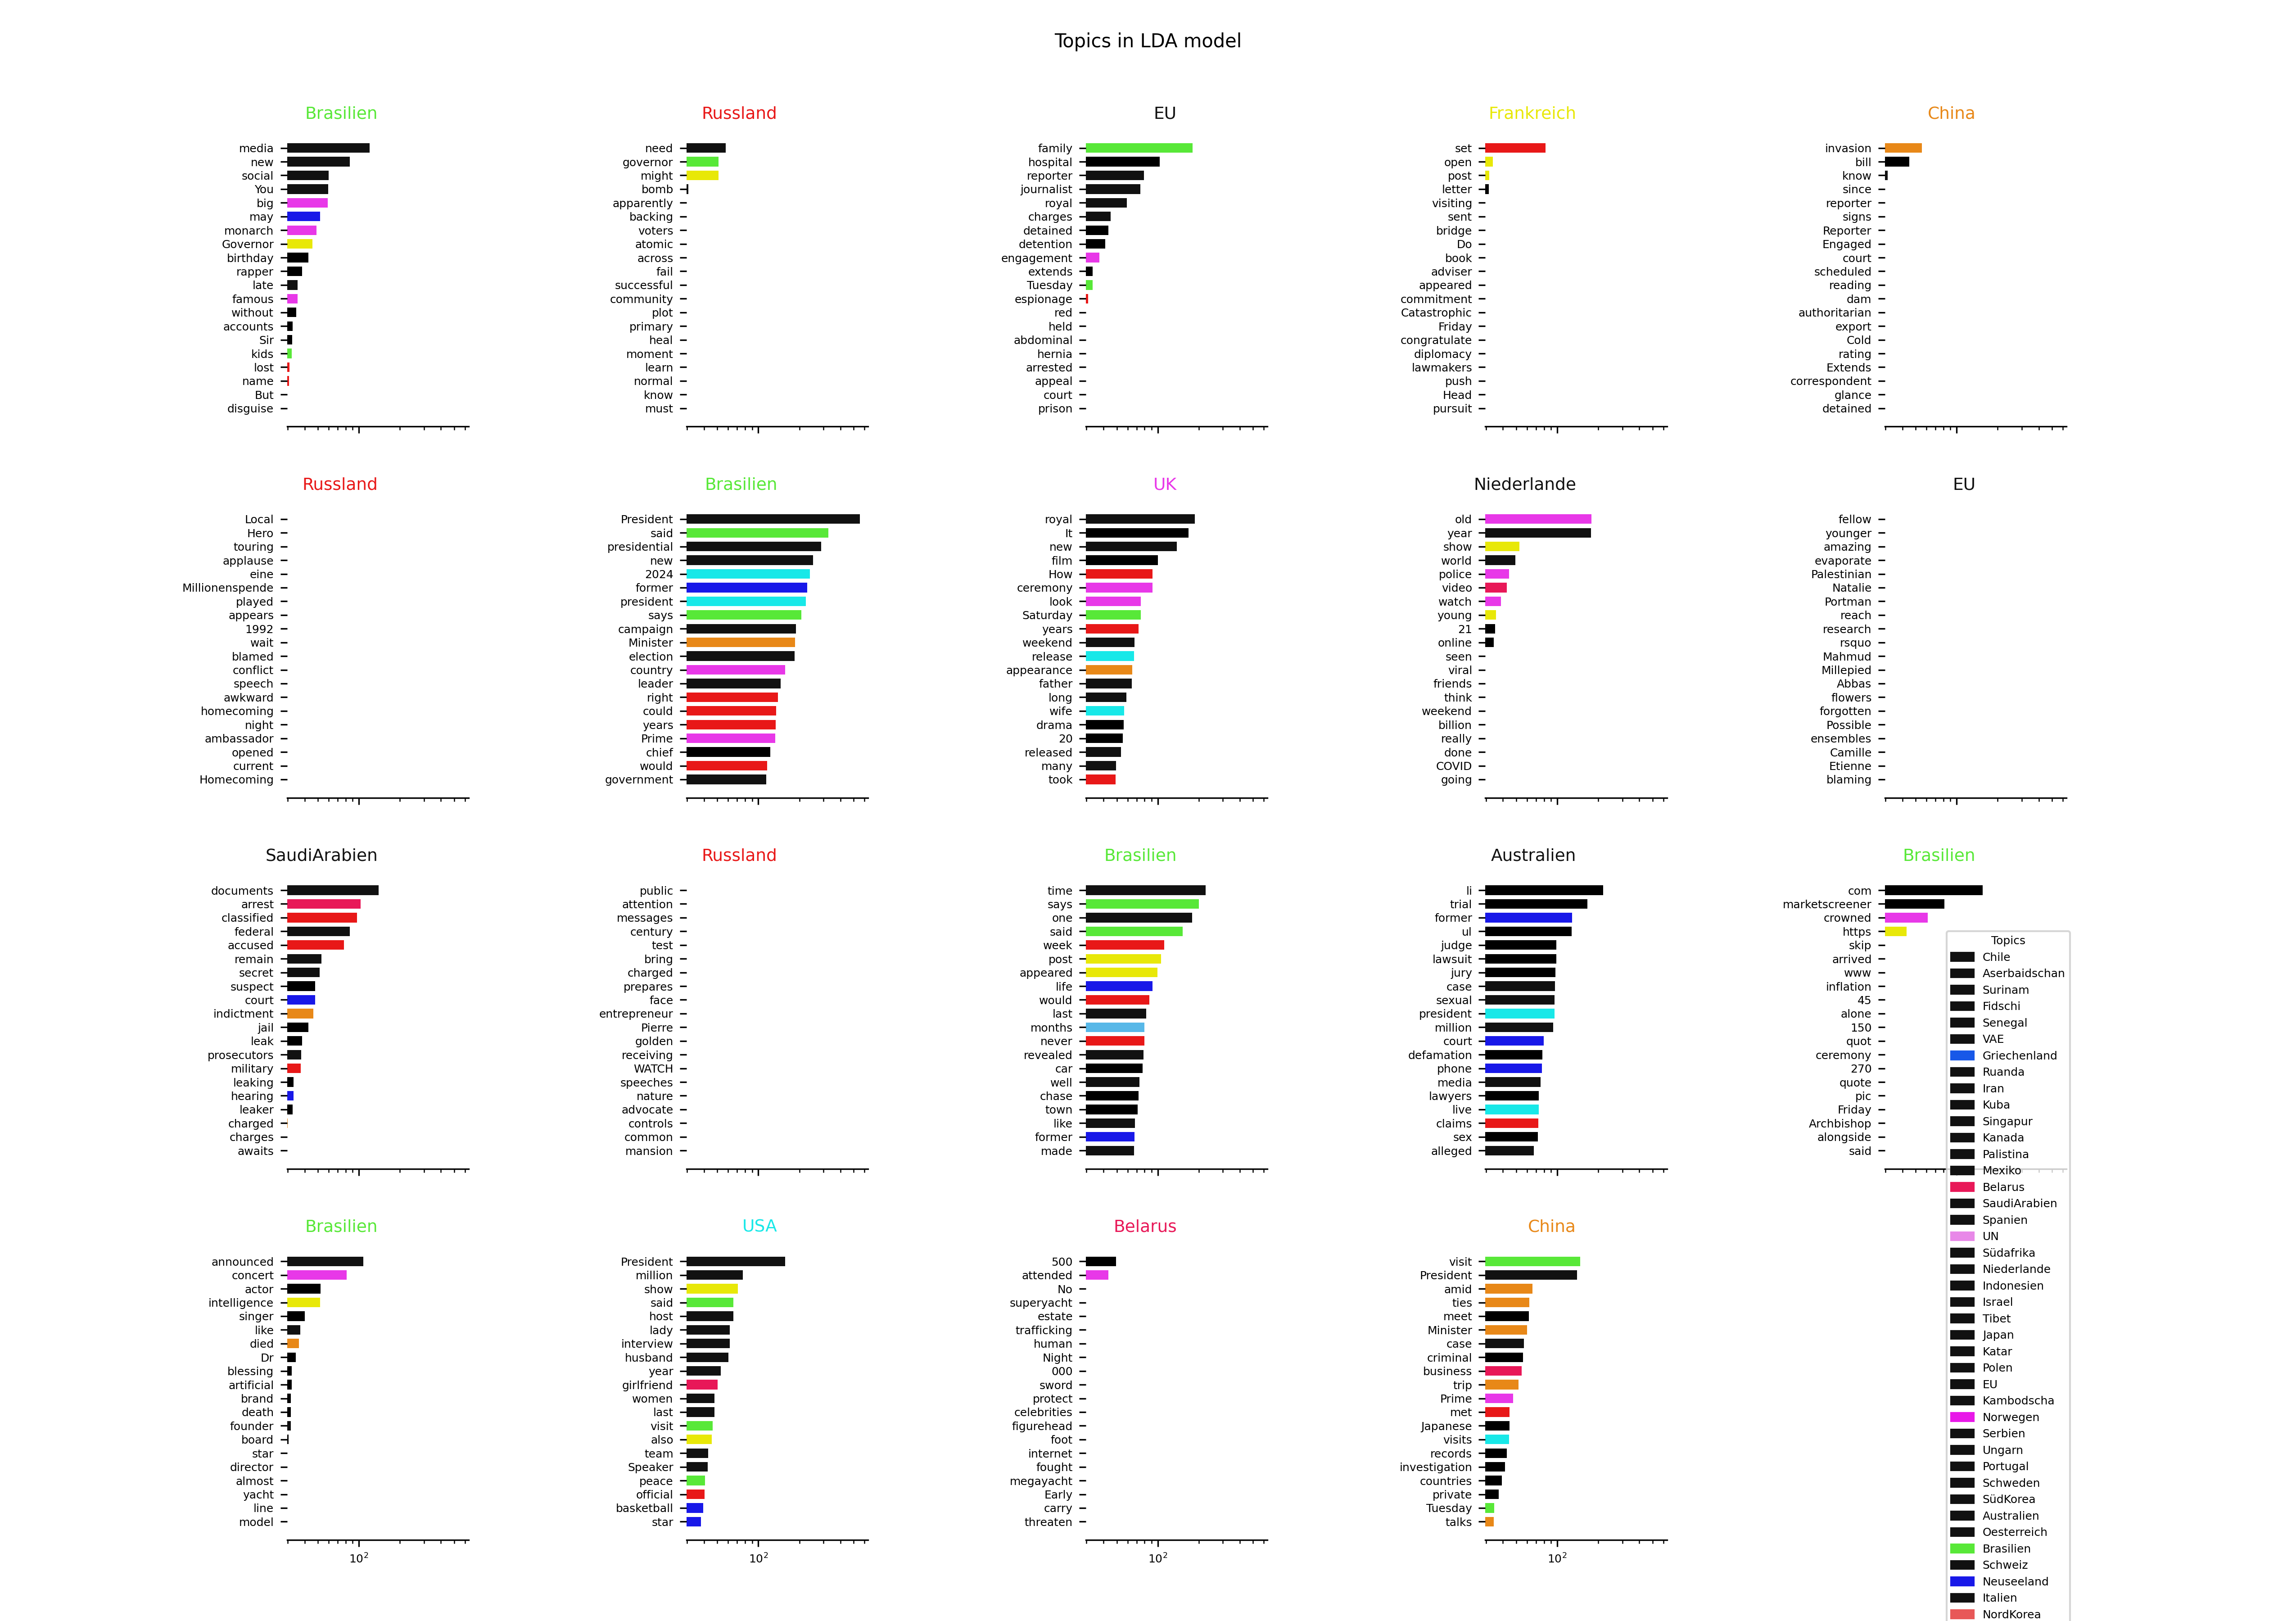 Topics in LDA model
Brasilien
media
new
social
You
big
may
monarch
Governor
birthday
rapper
late
famous
without
accounts
Sir
kids
lost
name
But
disguise
Russland
need
governor
might
bomb
apparently
backing
voters
atomic
across
fail
successful
community
plot
primary
heal
moment
learn
normal
know
must
EU
family
hospital
reporter
journalist
royal
charges
detained
detention
engagement
extends
Tuesday
espionage
red
held
abdominal
hernia
arrested
appeal
court
prison
Frankreich
set
open
post
letter
visiting
sent
bridge
Do
book
adviser
appeared
commitment
Catastrophic
Friday
congratulate
diplomacy
lawmakers
push
Head
pursuit
China
invasion
bill
know
since
reporter
signs
Reporter
Engaged
court
scheduled
reading
dam
authoritarian
export
Cold
rating
Extends
correspondent
glance
detained
Russland
Local
Hero
touring
applause
eine
Millionenspende
played
appears
1992
wait
blamed
conflict
speech
awkward
homecoming
night
ambassador
opened
current
Homecoming
Brasilien
President
said
presidential
new
2024
former
president
says
campaign
Minister
election
country
leader
right
could
years
Prime
chief
would
government
UK
royal
It
new
film
How
ceremony
look
Saturday
years
weekend
release
appearance
father
long
wife
drama
20
released
many
took
Niederlande
old
year
show
world
police
video
watch
young
21
online
seen
viral
friends
think
weekend
billion
really
done
COVID
going
EU
fellow
younger
amazing
evaporate
Palestinian
Natalie
Portman
reach
research
rsquo
Mahmud
Millepied
Abbas
flowers
forgotten
Possible
ensembles
Camille
Etienne
blaming
SaudiArabien
documents
arrest
classified
federal
accused
remain
secret
suspect
court
indictment
jail
leak
prosecutors
military
leaking
hearing
leaker
charged
charges
awaits
Russland
public
attention
messages
century
test
bring
charged
prepares
face
entrepreneur
Pierre
golden
receiving
WATCH
speeches
nature
advocate
controls
common
mansion
Brasilien
time
says
one
said
week
post
appeared
life
would
last
months
never
revealed
car
well
chase
town
like
former
made
Australien
li
trial
former
ul
judge
lawsuit
jury
case
sexual
president
million
court
defamation
phone
media
lawyers
live
claims
sex
alleged
Brasilien
com
marketscreener
crowned
https
skip
arrived
www
inflation
45
alone
150
quot
ceremony
270
quote
pic
Friday
Archbishop
alongside
said
Brasilien
announced
concert
actor
intelligence
singer
like
died
Dr
blessing
artificial
brand
death
founder
board
star
director
almost
yacht
line
model
10²
USA
President
million
show
said
host
lady
interview
husband
year
girlfriend
women
last
visit
also
team
Speaker
peace
official
basketball
star
10²
Belarus
500
attended
No
superyacht
estate
trafficking
human
Night
000
sword
protect
celebrities
figurehead
foot
internet
fought
megayacht
Early
carry
threaten
10²
China
visit
President
amid
ties
meet
Minister
case
criminal
business
trip
Prime
met
Japanese
visits
records
investigation
countries
private
Tuesday
talks
10²
Topics
Chile
Aserbaidschan
Surinam
Fidschi
Senegal
VAE
Griechenland
Ruanda
Iran
Kuba
Singapur
Kanada
Palistina
Mexiko
Belarus
SaudiArabien
Spanien
UN
Südafrika
Niederlande
Indonesien
Israel
Tibet
Japan
Katar
Polen
EU
Kambodscha
Norwegen
Serbien
Ungarn
Portugal
Schweden
SüdKorea
Australien
Oesterreich
Brasilien
Schweiz
Neuseeland
Italien
NordKorea